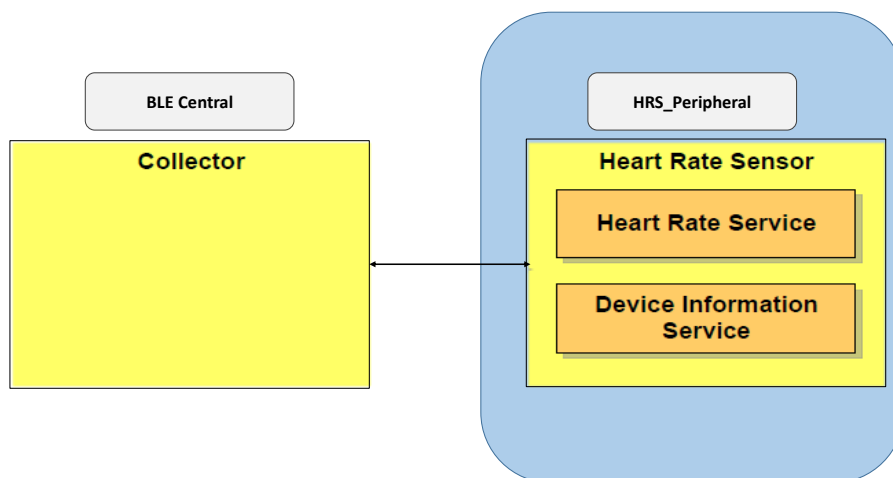 BLE Central
HRS_Peripheral
Collector
Heart Rate Sensor
Heart Rate Service
Device Information
Service